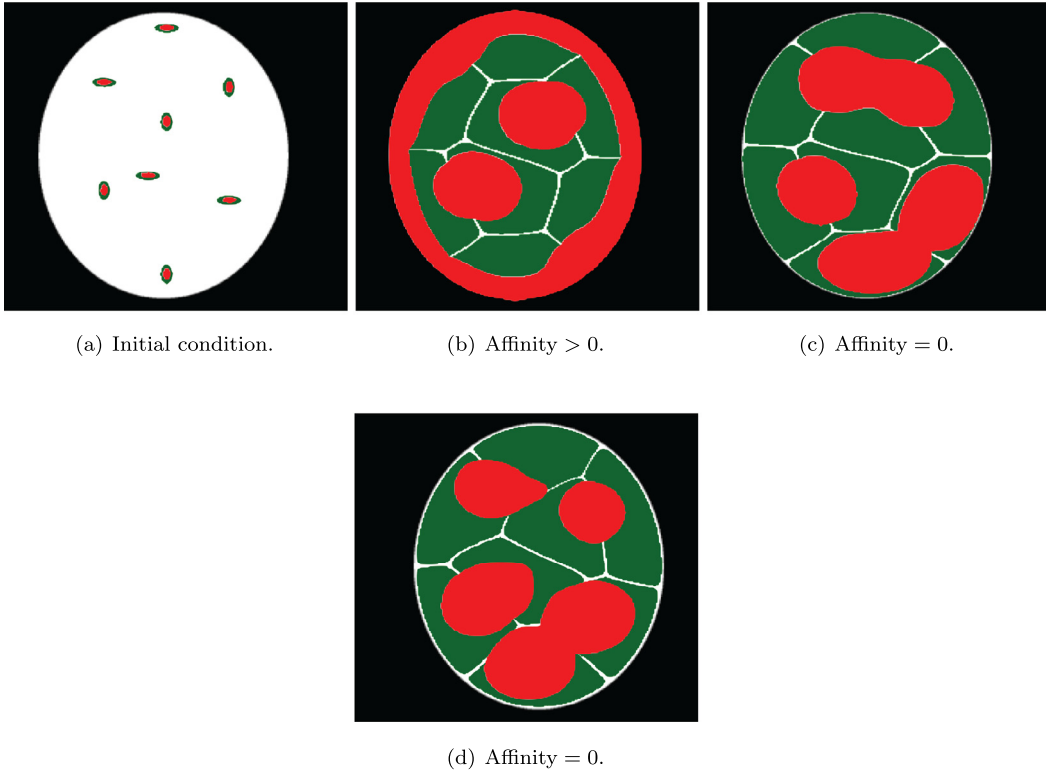 (a) Initial condition.
(b) Affinity > 0.
(c) Affinity = 0.
(d) Affinity = 0.